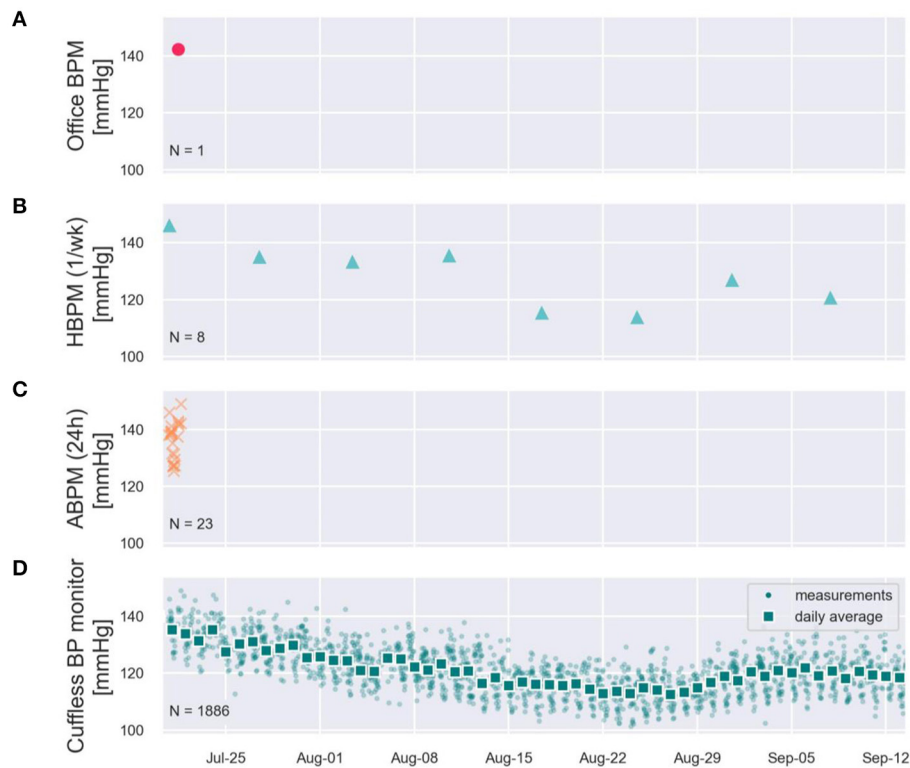 A
Office BPM
[mmHg]
140
120
100
N = 1
B
HBPM (1/wk)
[mmHg]
140
120
100
N = 8
C
ABPM (24h)
[mmHg]
140
120
100
N = 23
D
Cuffless BP monitor
[mmHg]
140
120
100
measurements
daily average
N = 1886
Jul-25 Aug-01 Aug-08 Aug-15 Aug-22 Aug-29 Sep-05 Sep-12